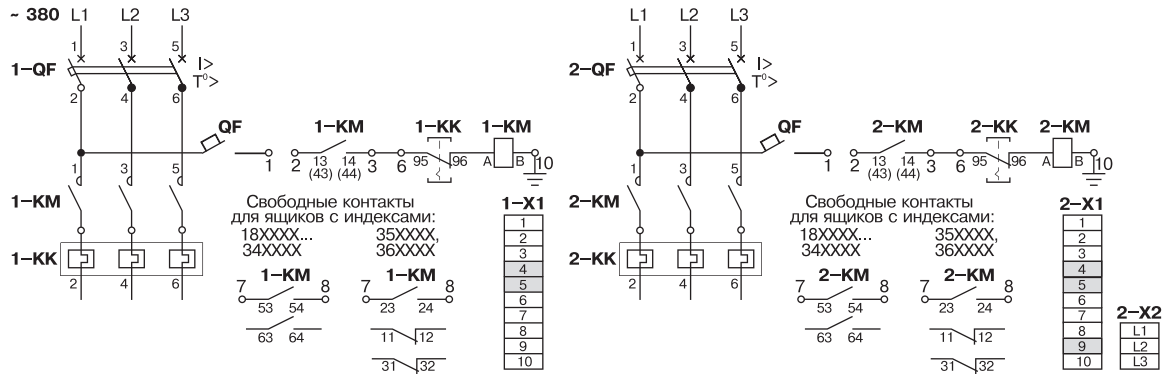 ~ 380 L1 L2 L3
1 3 5
1-QF I>
T⁰>
2 4 6
QF 1-KM 1-KK 1-KM
1 2 13 14 3 6 95 96 A B 10
(43) (44)
1 3 5
1-KM
1-KK
2 4 6
Свободные контакты
для ящиков с индексами:
18XXXX... 35XXXX,
34XXXX 36XXXX
1-KM 1-KM
7 8 7 8
53 54 23 24
63 64 11 12
31 32
1-X1
1
2
3
4
5
6
7
8
9
10
L1 L2 L3
1 3 5
2-QF I>
T⁰>
2 4 6
QF 2-KM 2-KK 2-KM
1 2 13 14 3 6 95 96 A B 10
(43) (44)
1 3 5
2-KM
2-KK
2 4 6
Свободные контакты
для ящиков с индексами:
18XXXX... 35XXXX,
34XXXX 36XXXX
2-KM 2-KM
7 8 7 8
53 54 23 24
63 64 11 12
31 32
2-X1
1
2
3
4
5
6
7
8
9
10
2-X2
L1
L2
L3